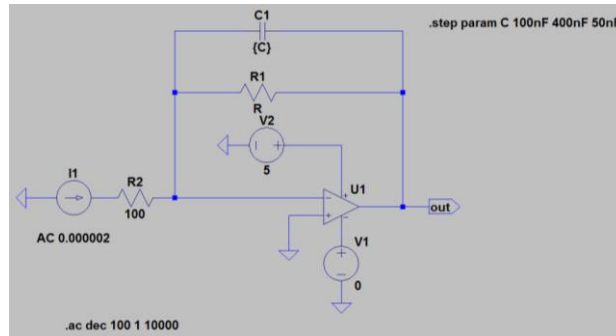 C1
.step param C 100nF 400nF 50nF
{C}
R1
R
V2
5
I1
R2
U1
100
out
AC 0.000002
V1
0
.ac dec 100 1 10000